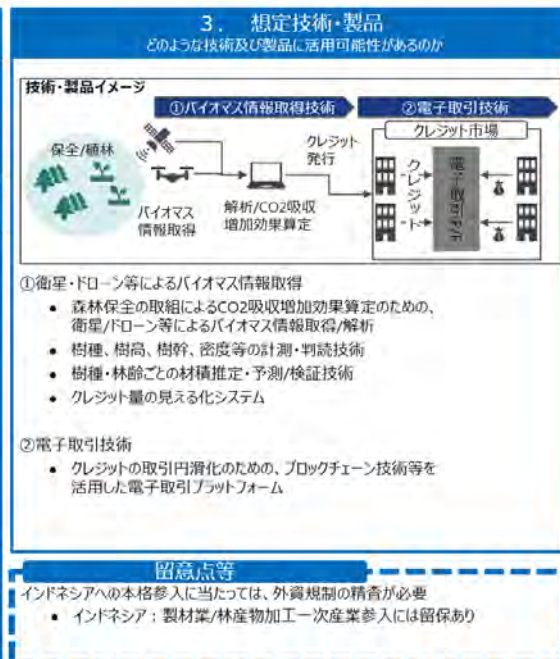 3. 想定技術・製品
どのような技術及び製品に活用可能性があるのか
技術・製品イメージ
①バイオマス情報取得技術
②電子取引技術
保全/植林
バイオマス
情報取得
解析/CO2吸収
増加効果算定
クレジット
発行
クレジット市場
クレジット
電子取引P/F
①衛星・ドローン等によるバイオマス情報取得
• 森林保全の取組によるCO2吸収増加効果算定のための、
衛星/ドローン等によるバイオマス情報取得/解析
• 樹種、樹高、樹幹、密度等の計測・判読技術
• 樹種・林齢ごとの材積推定・予測/検証技術
• クレジット量の見える化システム
②電子取引技術
• クレジットの取引円滑化のための、ブロックチェーン技術等を
活用した電子取引プラットフォーム
留意点等
インドネシアへの本格参入に当たっては、外資規制の精査が必要
• インドネシア：製材業/林産物加工一次産業参入には留保あり